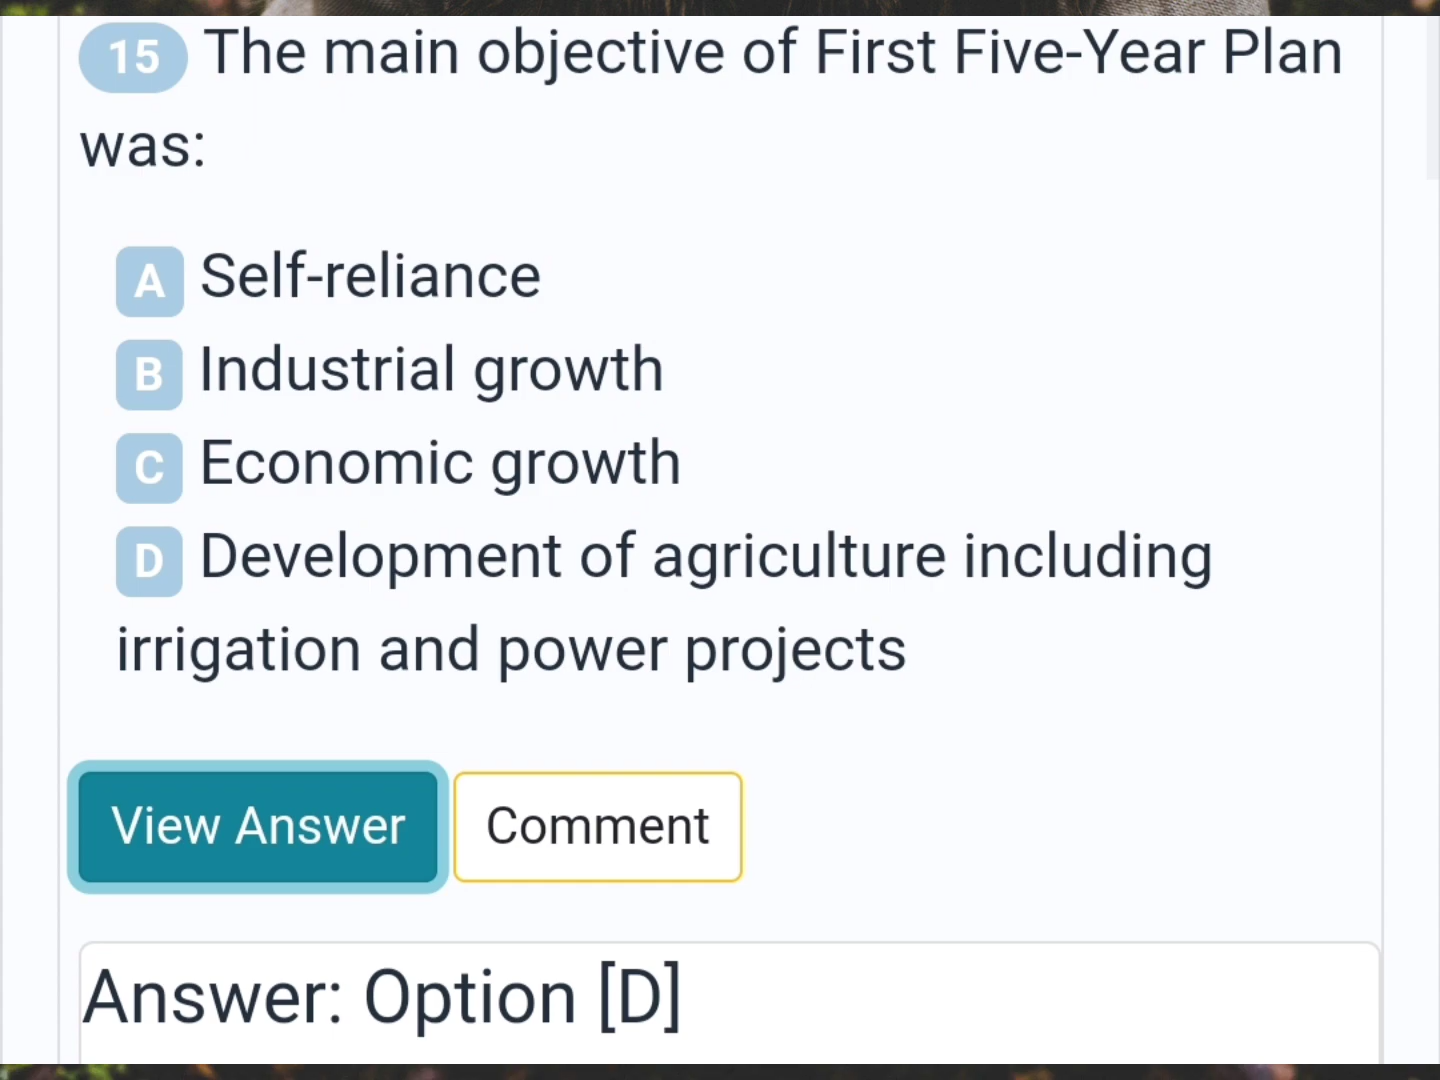 15 The main objective of First Five-Year Plan
was:
A Self-reliance
B Industrial growth
C Economic growth
D Development of agriculture including
irrigation and power projects
View Answer Comment
Answer: Option [D]